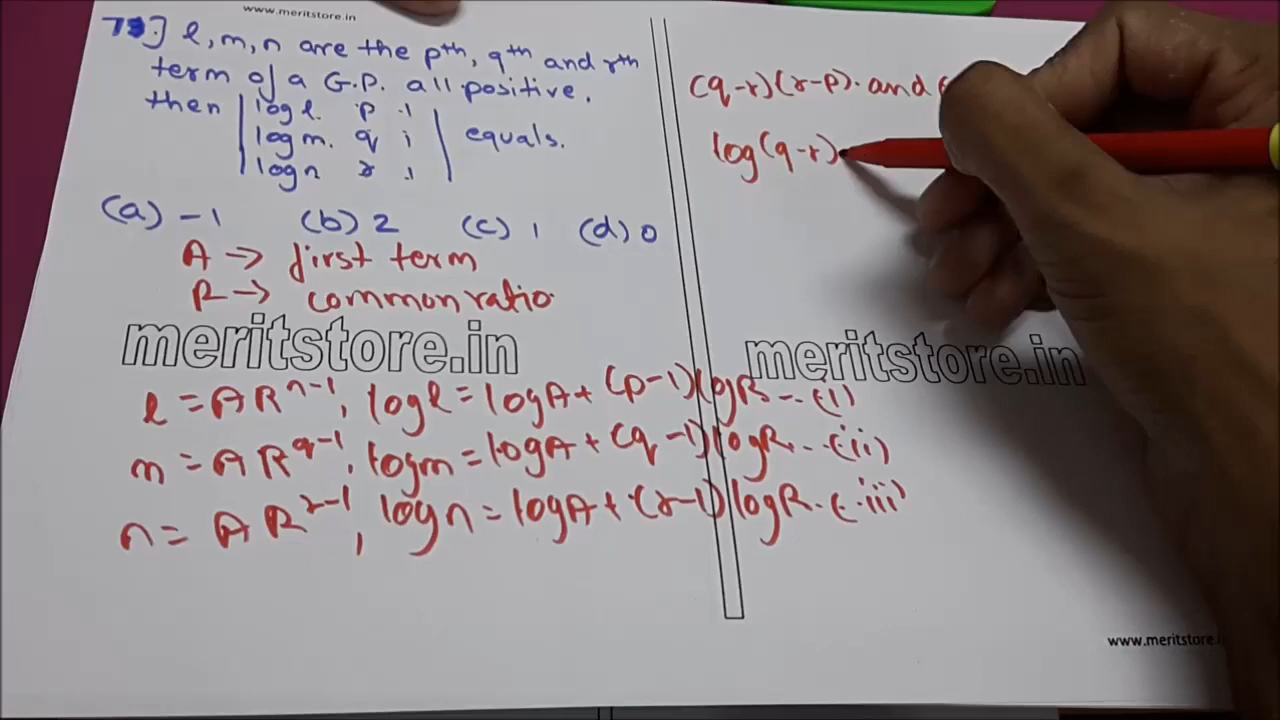 www.meritstore.in
73.] l, m, n are the pth, qth and rth
term of a G.P. all positive.
then | log l. p 1 |
| log m. q 1 | equals.
| log n r 1 |
(a) -1 (b) 2 (c) 1 (d) 0
A → first term
R → common ratio
meritstore.in
l = AR^n-1, log l = log A + (p-1) log R -- (i)
m = AR^q-1, log m = log A + (q-1) log R -- (ii)
n = AR^r-1, log n = log A + (r-1) log R. (-iii)
(q-r)(r-p). and
log(q-r)
meritstore.in
www.meritstore.i